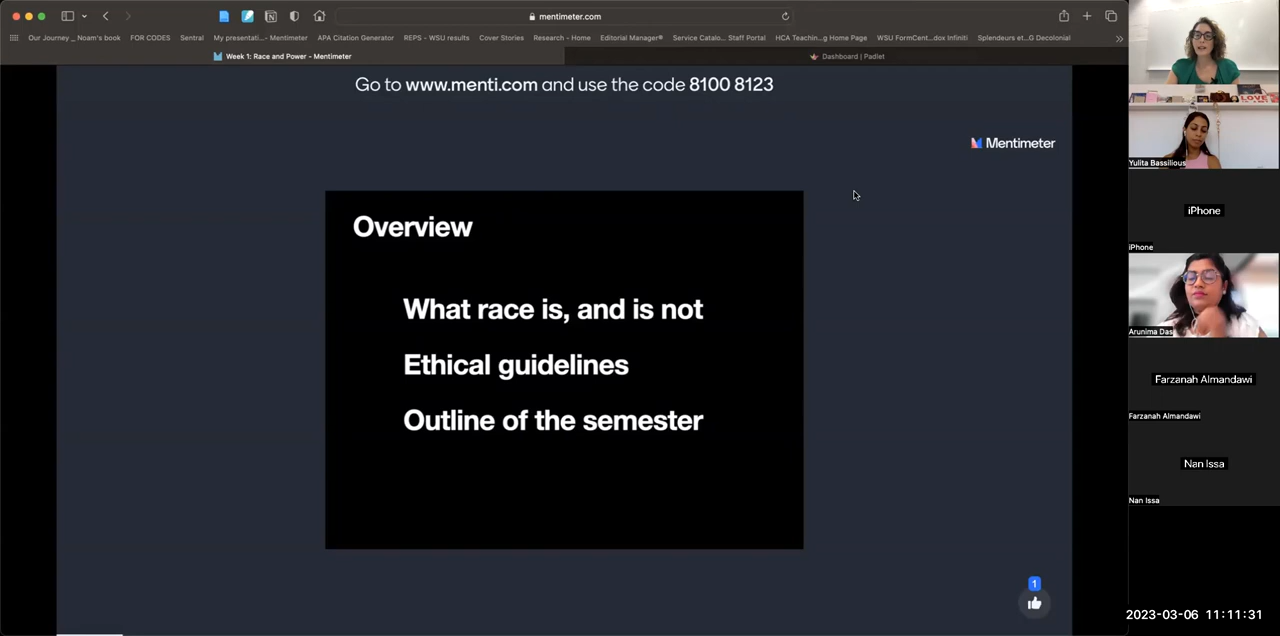 mentimeter.com
Our Journey _ Noam's book
FOR CODES
Sentral
My presentati... - Mentimeter
APA Citation Generator
REPS - WSU results
Cover Stories
Research - Home
Editorial Manager®
Service Catalo... Staff Portal
HCA Teachin...g Home Page
WSU FormCent...dox Infiniti
Splendeurs et...G Decolonial
Week 1: Race and Power - Mentimeter
Dashboard | Padlet
Go to www.menti.com and use the code 8100 8123
Mentimeter
Overview
What race is, and is not
Ethical guidelines
Outline of the semester
1
LOVE
Yulita Bassilious
iPhone
iPhone
Arunima Das
Farzanah Almandawi
Farzanah Almandawi
Nan Issa
Nan Issa
2023-03-06 11:11:31